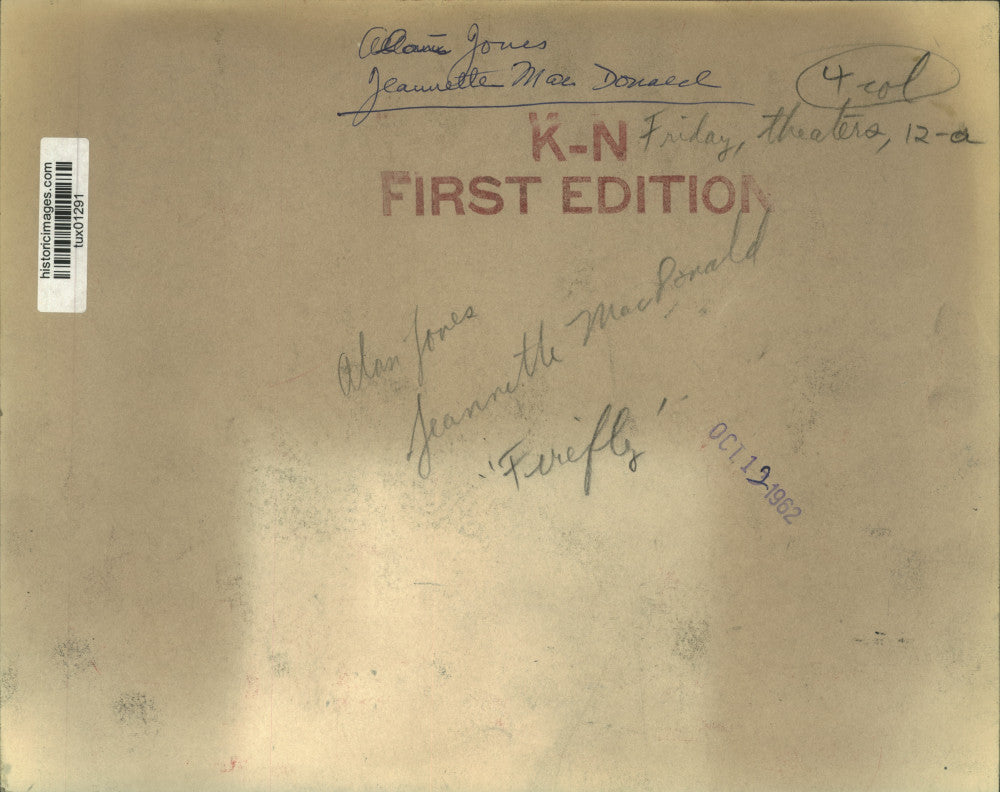 Allan Jones
Jeannette Mac Donald
4 col
K-N
Friday, theaters, 12-a
FIRST EDITION
historicimages.com
tux01291
Alan Jones
Jeannette MacDonald
"Firefly"
OCT 12 1962